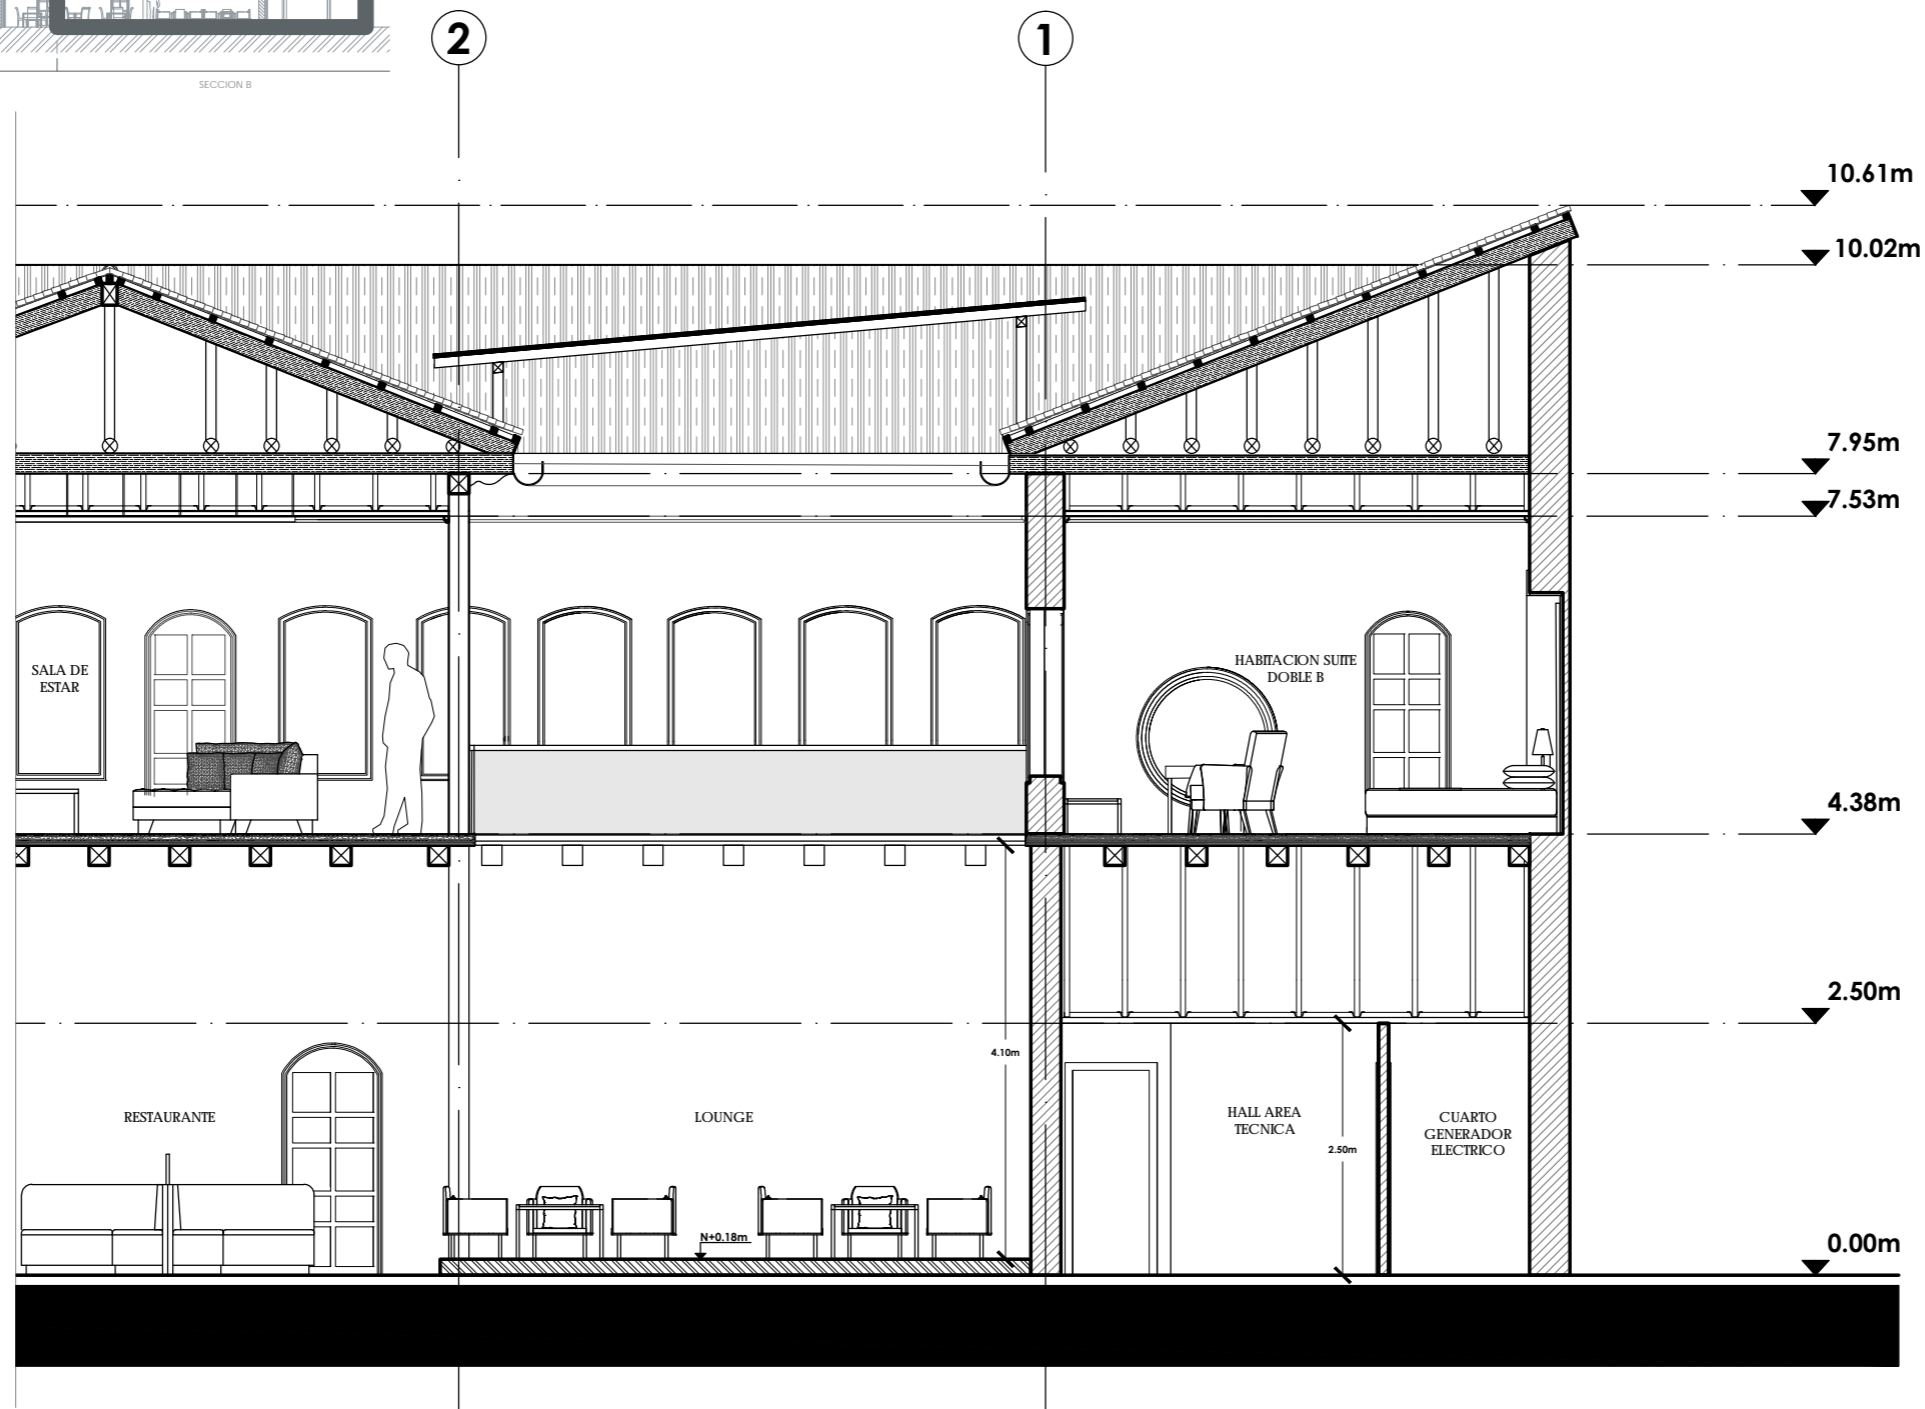 SECCION B
2
1
10.61m
10.02m
7.95m
7.53m
SALA DE
ESTAR
HABITACION SUITE
DOBLE B
4.38m
2.50m
4.10m
RESTAURANTE
LOUNGE
HALL AREA
TECNICA
2.50m
CUARTO
GENERADOR
ELECTRICO
N+0.18m
0.00m